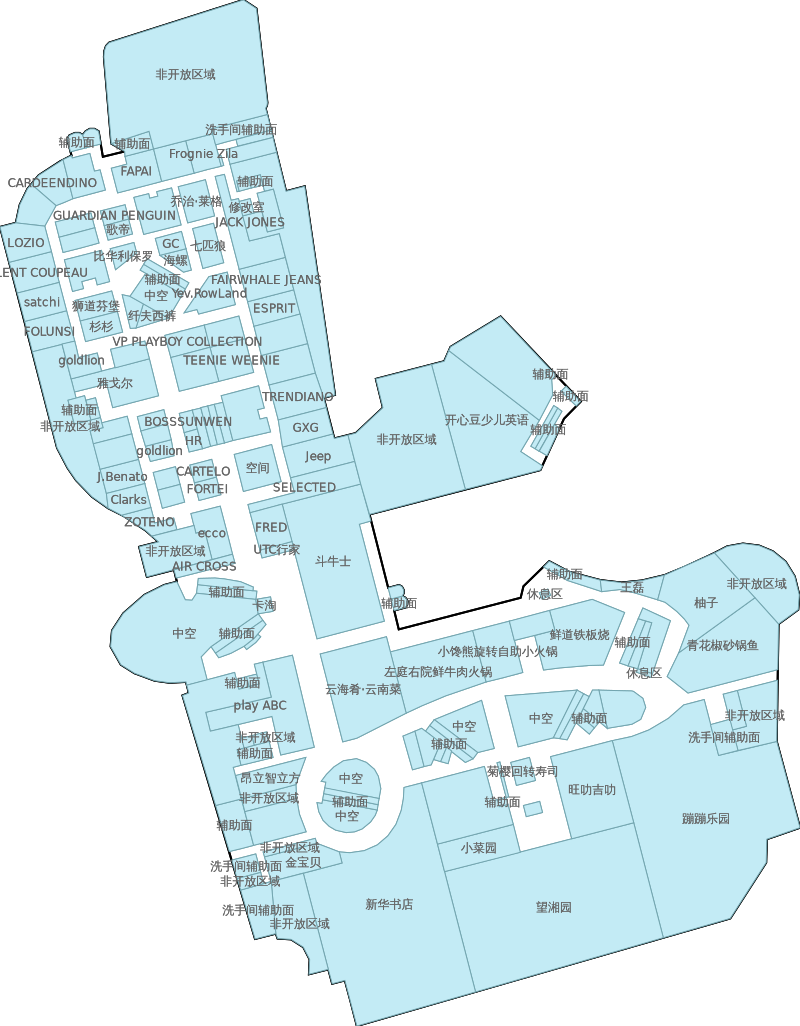 非开放区域
洗手间辅助面
辅助面
辅助面
Frognie Zila
FAPAI
CARDEENDINO
辅助面
乔治·莱格
修改室
GUARDIAN PENGUIN
JACK JONES
歌帝
LOZIO
GC
七匹狼
比华利保罗
海螺
LENT COUPEAU
辅助面
FAIRWHALE JEANS
中空
Yev.RowLand
satchi
狮道芬堡
ESPRIT
纤夫西裤
杉杉
FOLUNSI
VP PLAYBOY COLLECTION
goldlion
TEENIE WEENIE
雅戈尔
TRENDIANO
辅助面
非开放区域
BOSSSUNWEN
GXG
HR
goldlion
Jeep
空间
CARTELO
J.Benato
FORTEI
SELECTED
Clarks
ZOTENO
FRED
ecco
非开放区域
UTC行家
斗牛士
AIR CROSS
辅助面
辅助面
开心豆少儿英语
辅助面
非开放区域
辅助面
卡淘
辅助面
中空
辅助面
辅助面
休息区
王磊
非开放区域
柚子
鲜道铁板烧
辅助面
青花椒砂锅鱼
小馋熊旋转自助小火锅
左庭右院鲜牛肉火锅
休息区
辅助面
云海肴·云南菜
play ABC
中空
中空
辅助面
非开放区域
非开放区域
辅助面
洗手间辅助面
辅助面
昂立智立方
中空
菊樱回转寿司
旺叻吉叻
非开放区域
辅助面
辅助面
中空
辅助面
蹦蹦乐园
非开放区域
小菜园
洗手间辅助面
金宝贝
非开放区域
新华书店
望湘园
洗手间辅助面
非开放区域